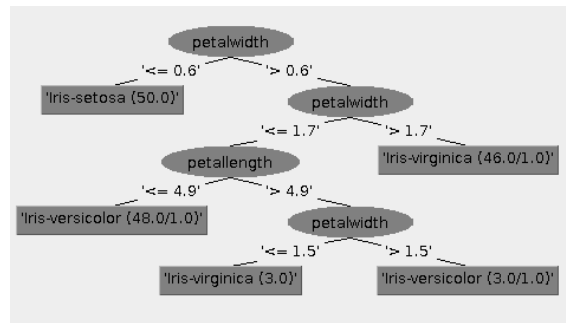 petalwidth
'<= 0.6' '> 0.6'
'Iris-setosa (50.0)' petalwidth
'<= 1.7' '> 1.7'
petallength 'Iris-virginica (46.0/1.0)'
'<= 4.9' '> 4.9'
'Iris-versicolor (48.0/1.0)' petalwidth
'<= 1.5' '> 1.5'
'Iris-virginica (3.0)' 'Iris-versicolor (3.0/1.0)'